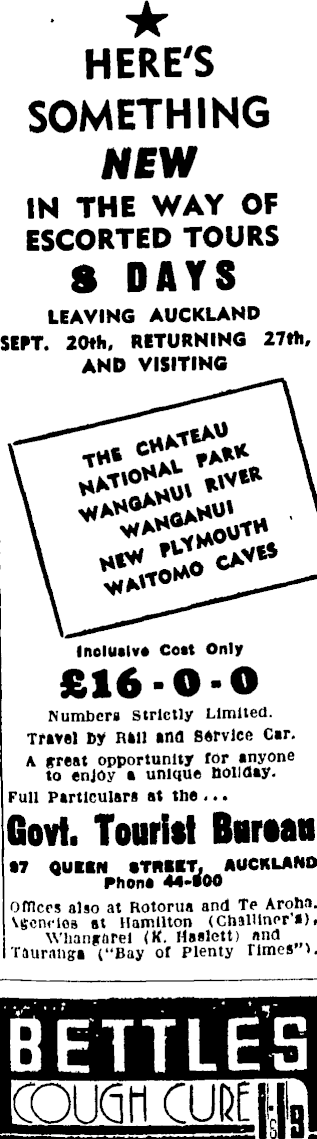 HERE'S
SOMETHING
NEW
IN THE WAY OF
ESCORTED TOURS
8 DAYS
LEAVING AUCKLAND
SEPT. 20th, RETURNING 27th,
AND VISITING
THE CHATEAU
NATIONAL PARK
WANGANUI RIVER
WANGANUI
NEW PLYMOUTH
WAITOMO CAVES
Inclusive Cost Only
£16-0-0
Numbers Strictly Limited.
Travel by Rail and Service Car.
A great opportunity for anyone
to enjoy a unique holiday.
Full Particulars at the ...
Govt. Tourist Bureau
97 QUEEN STREET, AUCKLAND
Phone
Offices also at Rotorua and Te Aroha.
Agencies at Hamilton (Challiner's),
Whangarei (K. Haslett) and
Tauranga ("Bay of Plenty Times").
BETTLES
COUGH CURE